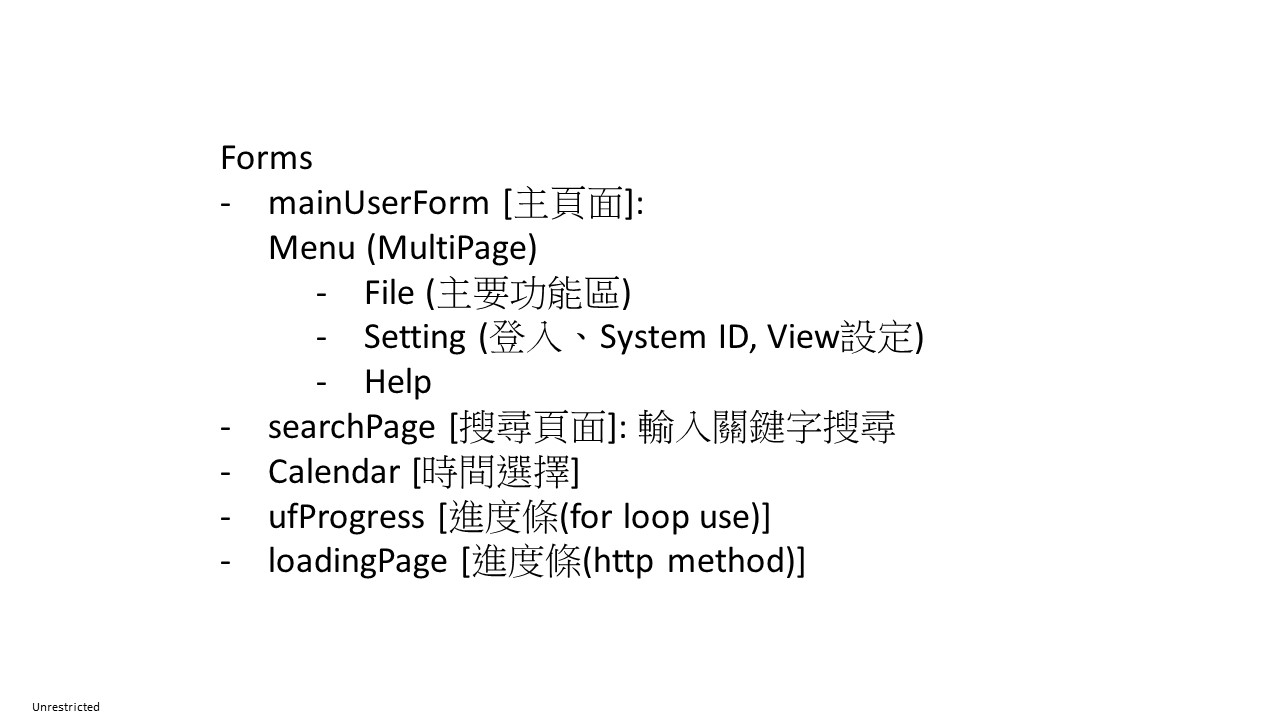 Forms
- mainUserForm [主頁面]:
Menu (MultiPage)
- File (主要功能區)
- Setting (登入、System ID, View設定)
- Help
- searchPage [搜尋頁面]: 輸入關鍵字搜尋
- Calendar [時間選擇]
- ufProgress [進度條(for loop use)]
- loadingPage [進度條(http method)]
Unrestricted